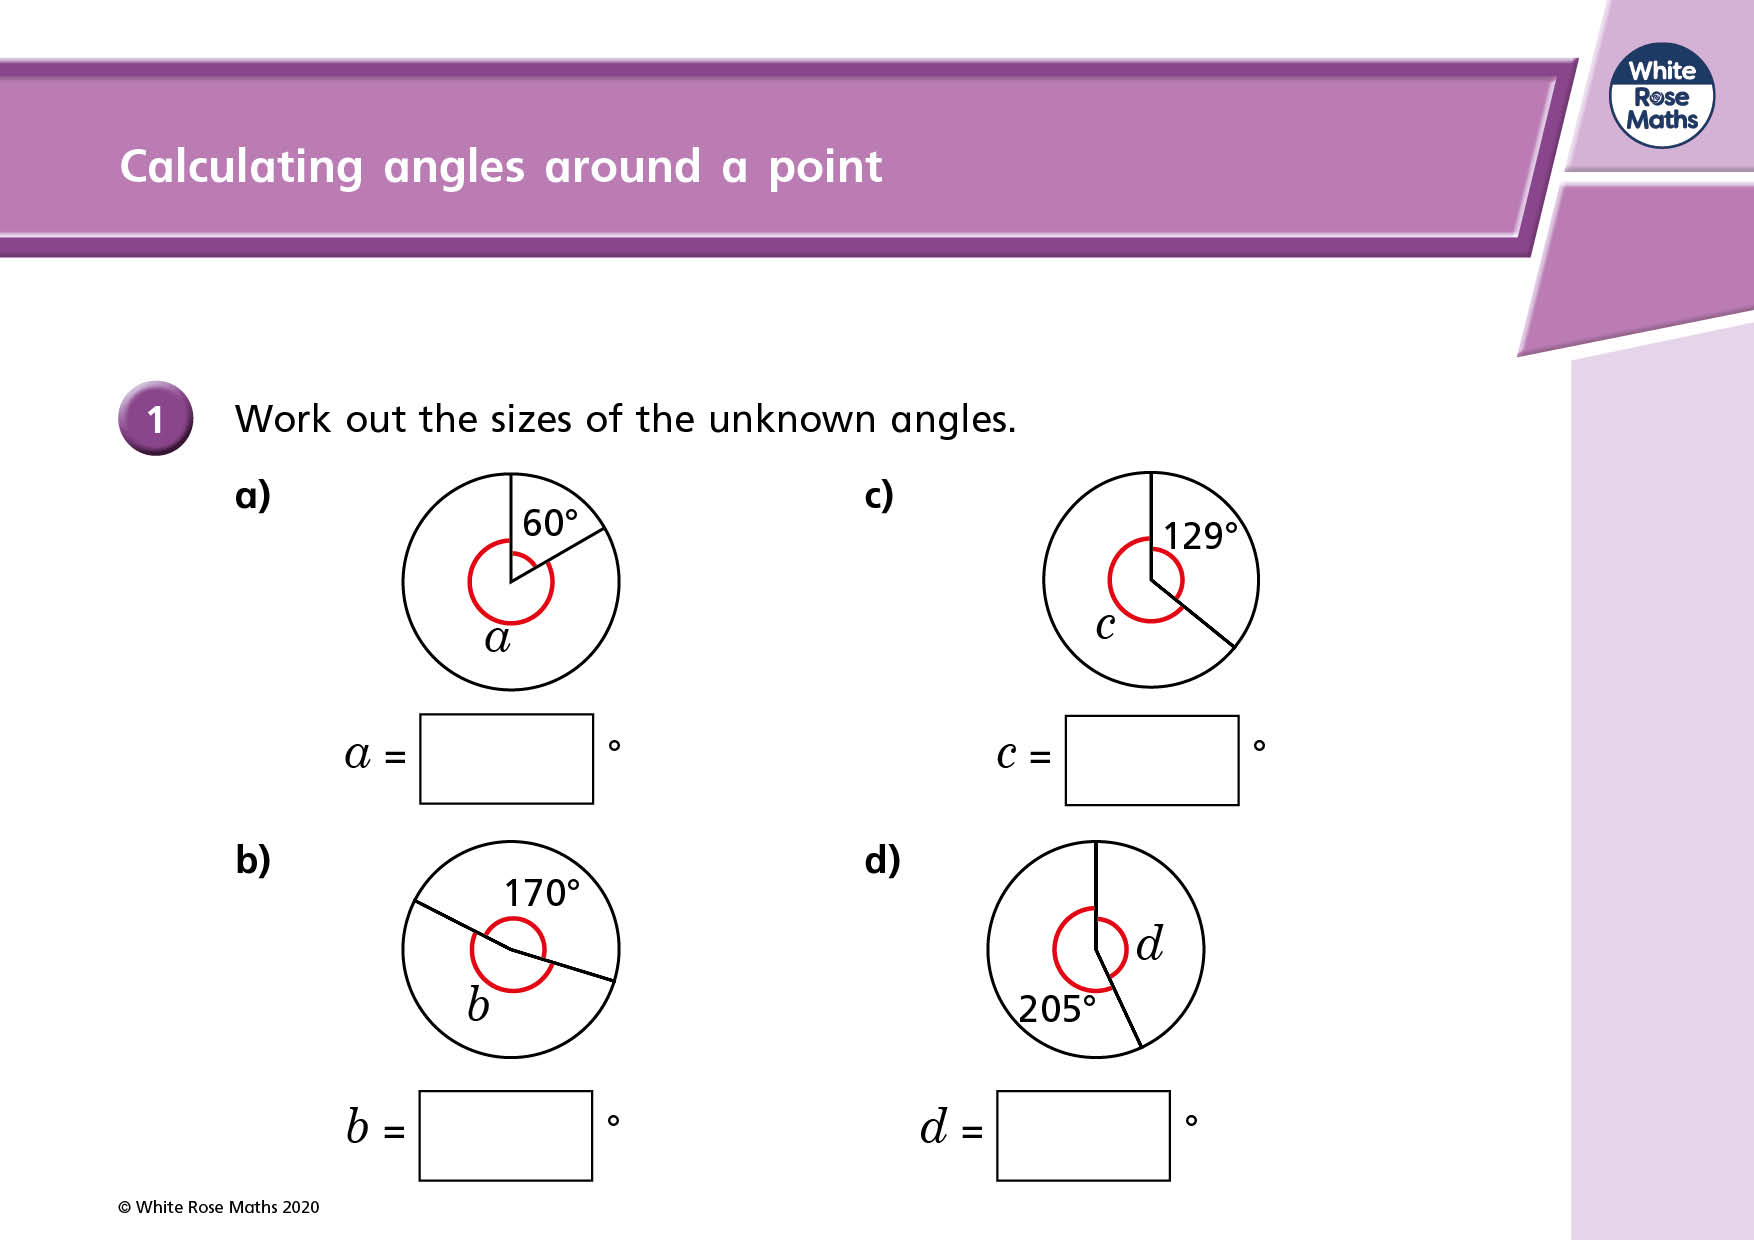 White
Rose
Maths
Calculating angles around a point
1 Work out the sizes of the unknown angles.
a)
60°
a
a = °
b)
170°
b
b = °
c)
129°
c
c = °
d)
d
205°
d = °
© White Rose Maths 2020